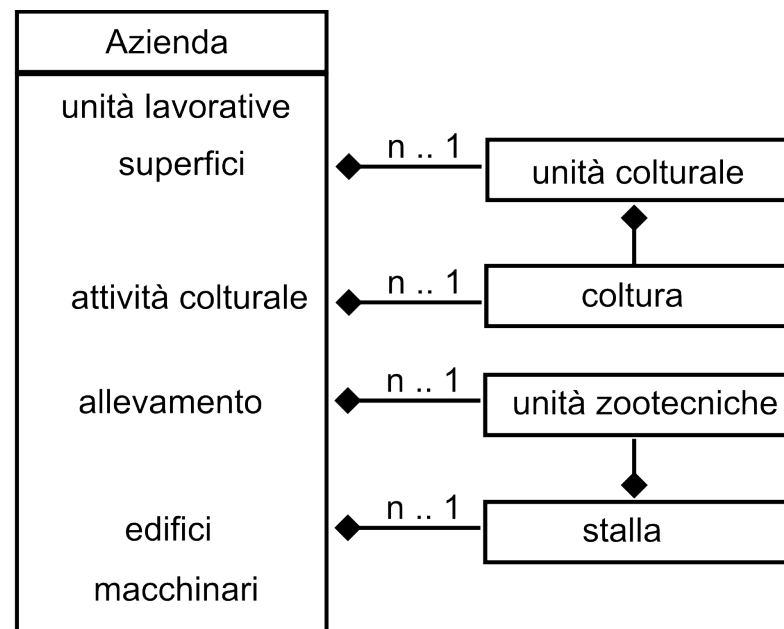 Azienda
unità lavorative
superfici
n .. 1
unità colturale
attività colturale
n .. 1
coltura
allevamento
n .. 1
unità zootecniche
edifici
n .. 1
stalla
macchinari